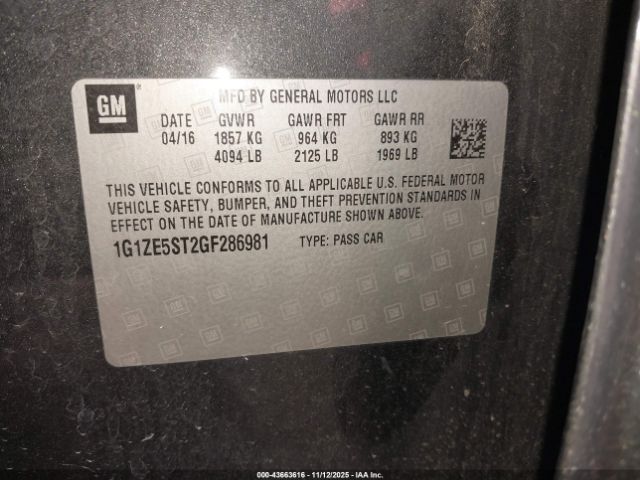 GM
MFD BY GENERAL MOTORS LLC
DATE GVWR GAWR FRT GAWR RR
04/16 1857 KG 964 KG 893 KG
4094 LB 2125 LB 1969 LB
THIS VEHICLE CONFORMS TO ALL APPLICABLE U.S. FEDERAL MOTOR
VEHICLE SAFETY, BUMPER, AND THEFT PREVENTION STANDARDS IN
EFFECT ON THE DATE OF MANUFACTURE SHOWN ABOVE.
1G1ZE5ST2GF286981 TYPE: PASS CAR
000-43663616 - 11/12/2025 - IAA Inc.